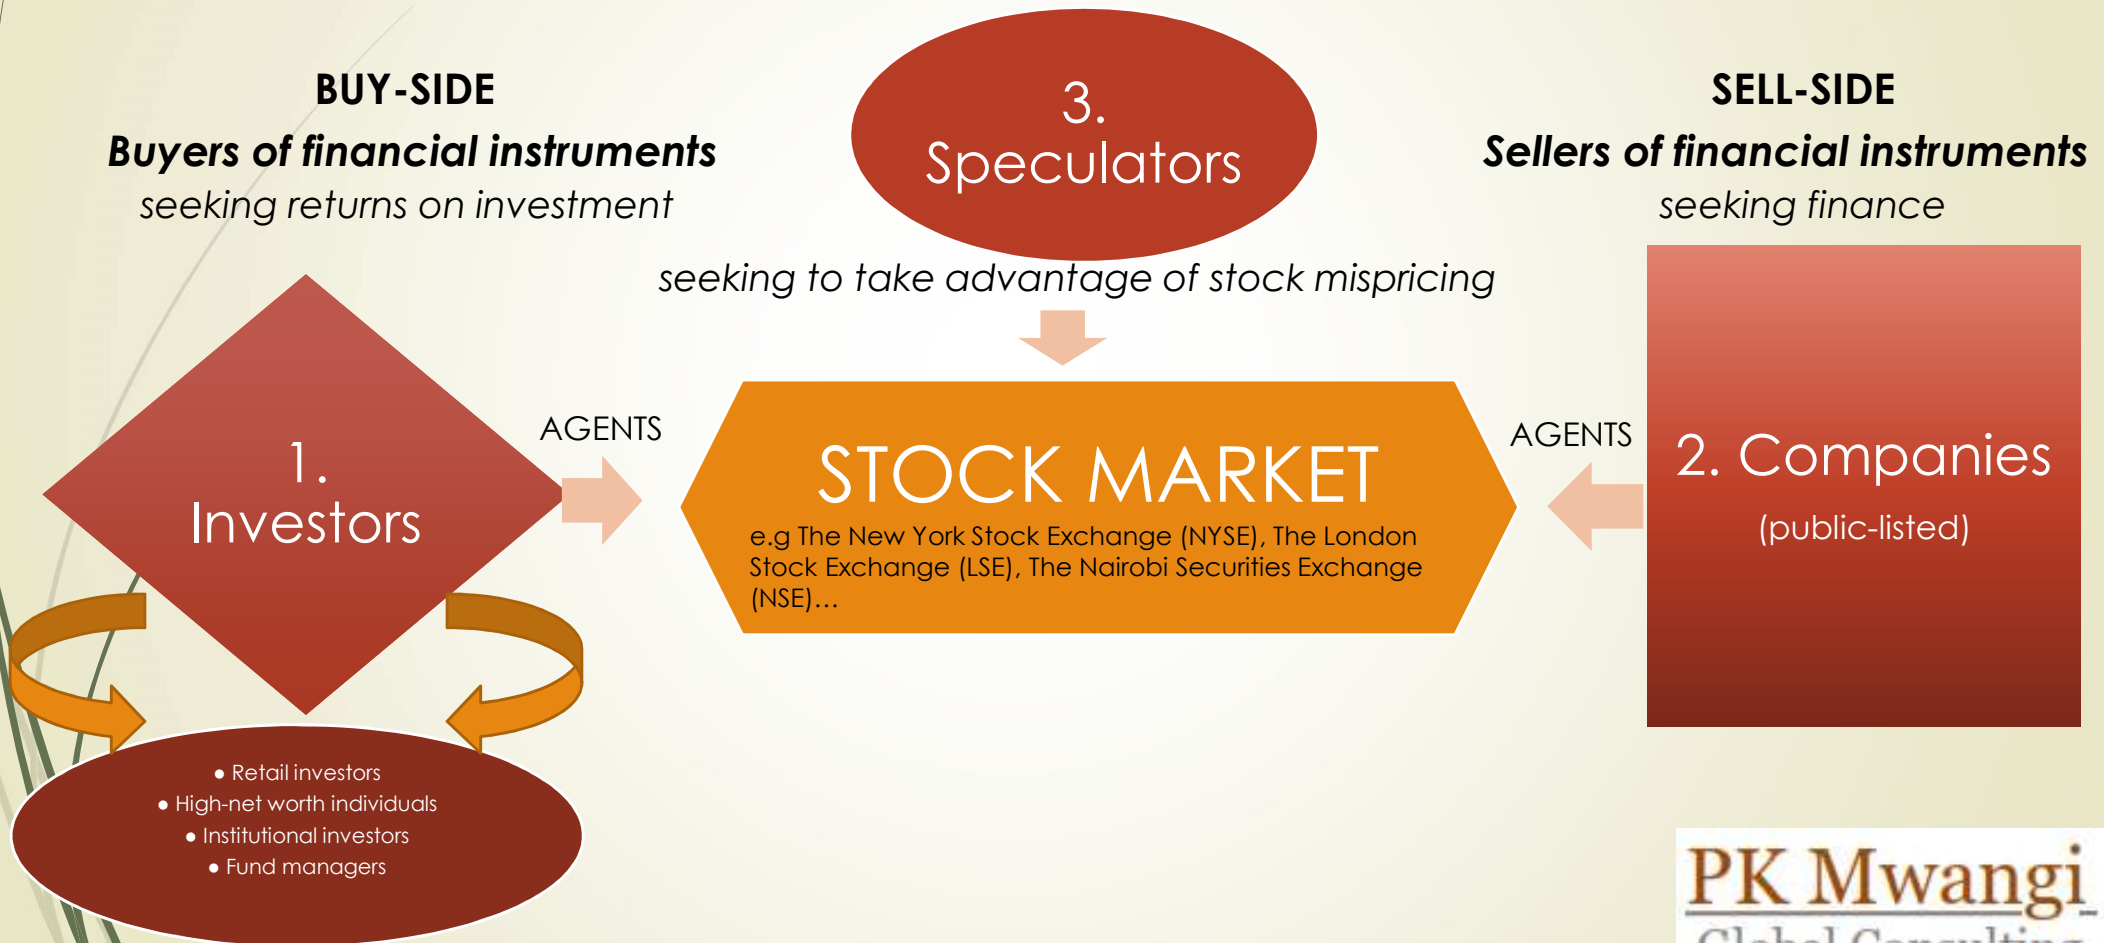 BUY-SIDE
Buyers of financial instruments
seeking returns on investment
3.
Speculators
seeking to take advantage of stock mispricing
SELL-SIDE
Sellers of financial instruments
seeking finance
1.
Investors
AGENTS
STOCK MARKET
e.g The New York Stock Exchange (NYSE), The London
Stock Exchange (LSE), The Nairobi Securities Exchange
(NSE)…
AGENTS
2. Companies
(public-listed)
● Retail investors
● High-net worth individuals
● Institutional investors
● Fund managers
PK Mwangi
Global Consulting